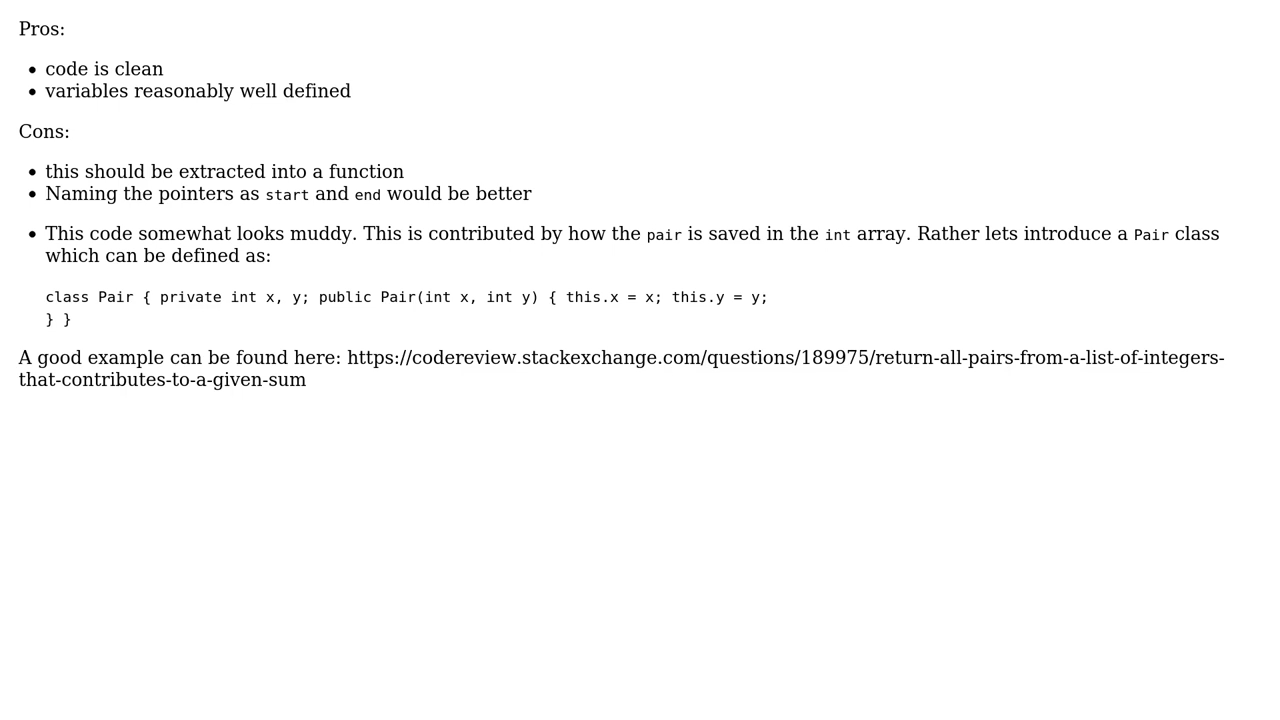 Pros:
• code is clean
• variables reasonably well defined
Cons:
• this should be extracted into a function
• Naming the pointers as start and end would be better
• This code somewhat looks muddy. This is contributed by how the pair is saved in the int array. Rather lets introduce a Pair class
which can be defined as:
class Pair { private int x, y; public Pair(int x, int y) { this.x = x; this.y = y;
} }
A good example can be found here: https://codereview.stackexchange.com/questions/189975/return-all-pairs-from-a-list-of-integers-
that-contributes-to-a-given-sum